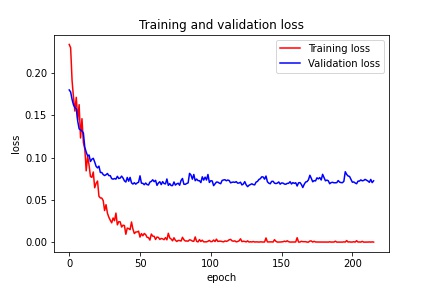 Training and validation loss
Training loss
Validation loss
0.20
0.15
0.10
0.05
0.00
loss
0
50
100
150
200
epoch